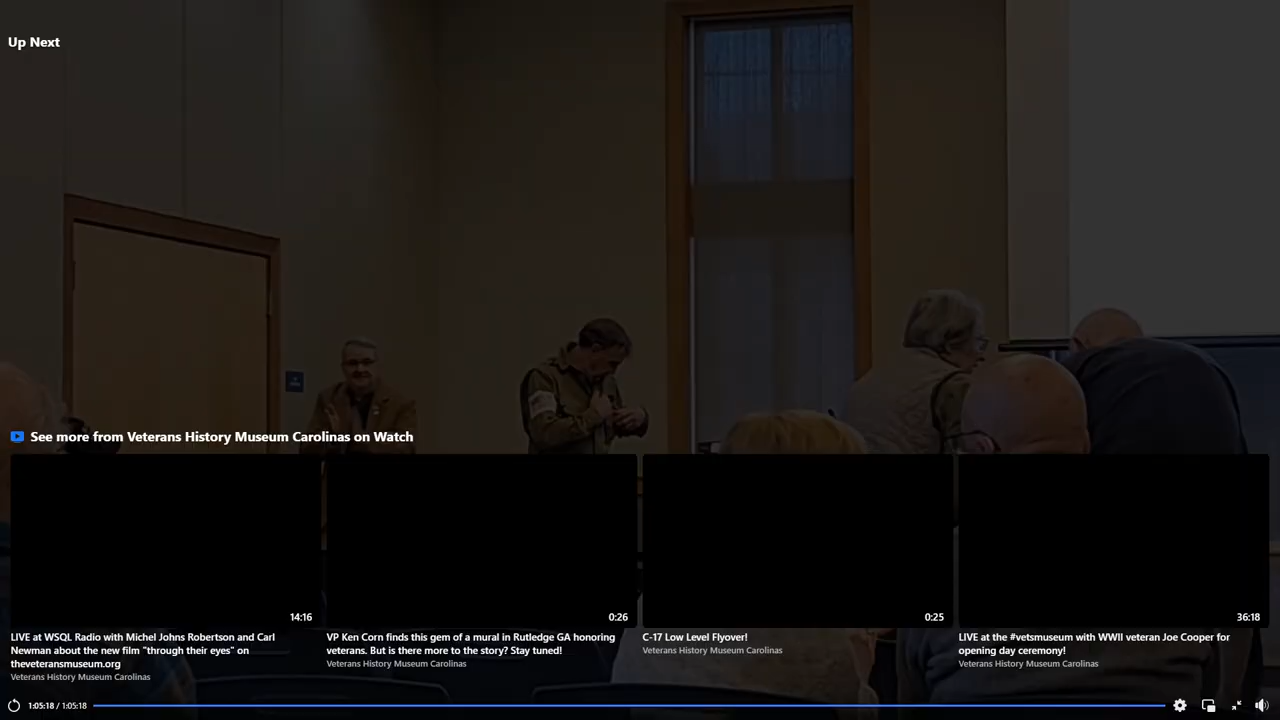 Up Next
See more from Veterans History Museum Carolinas on Watch
14:16
0:26
0:25
36:18
LIVE at WSQL Radio with Michel Johns Robertson and Carl
Newman about the new film "through their eyes" on
theveteransmuseum.org
Veterans History Museum Carolinas
VP Ken Corn finds this gem of a mural in Rutledge GA honoring
veterans. But is there more to the story? Stay tuned!
Veterans History Museum Carolinas
C-17 Low Level Flyover!
Veterans History Museum Carolinas
LIVE at the #vetsmuseum with WWII veteran Joe Cooper for
opening day ceremony!
Veterans History Museum Carolinas
1:05:18 / 1:05:18